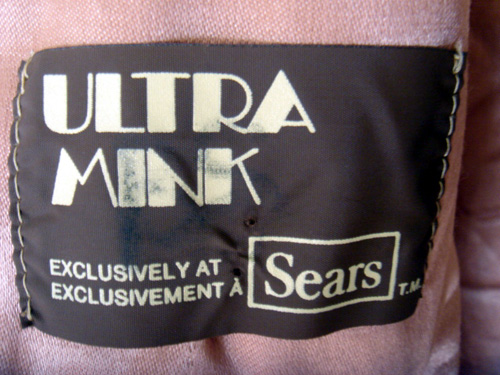 ULTRA
MINK
EXCLUSIVELY AT
EXCLUSIVEMENT À
Sears T.M.